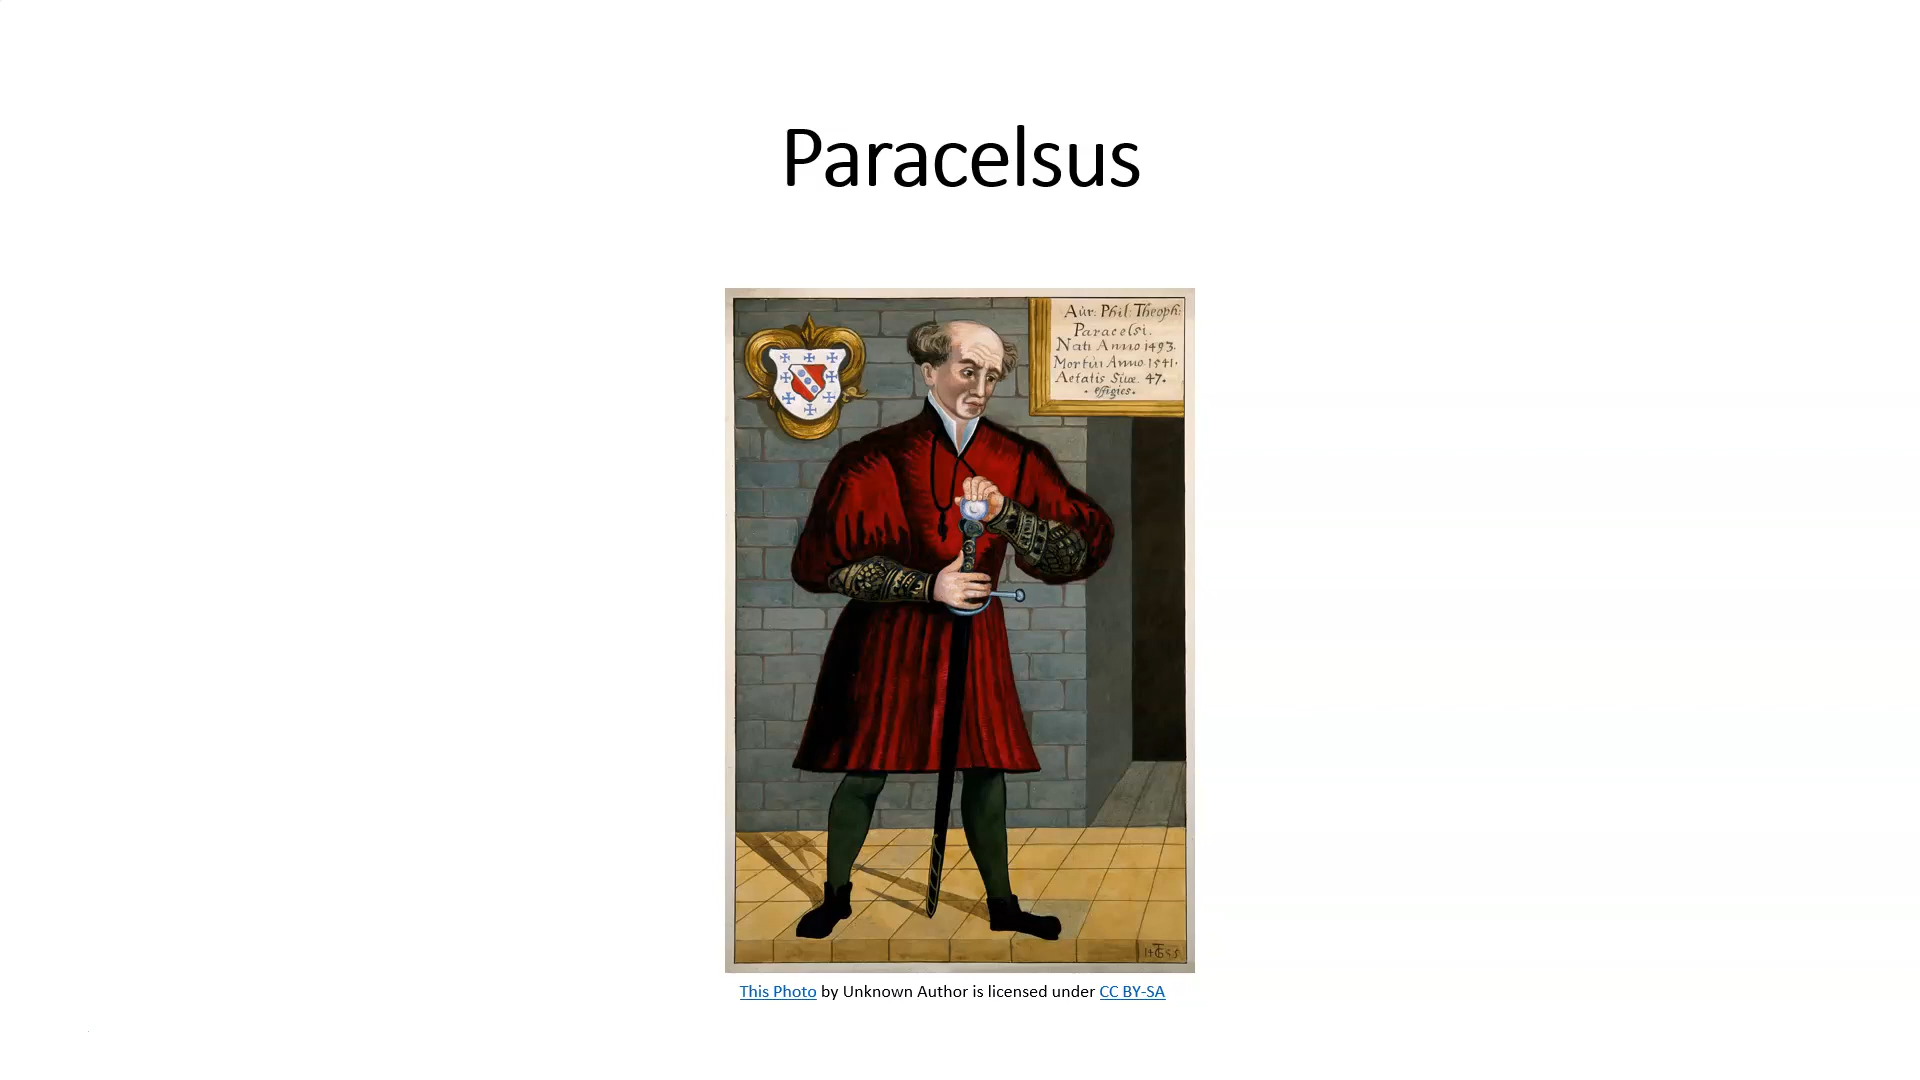 Paracelsus
Aur: Phil: Theoph:
Paracelsi.
Nati Anno 1493.
Mortui Anno 1541.
Aetatis Suæ. 47.
• effigies.
This Photo by Unknown Author is licensed under CC BY-SA